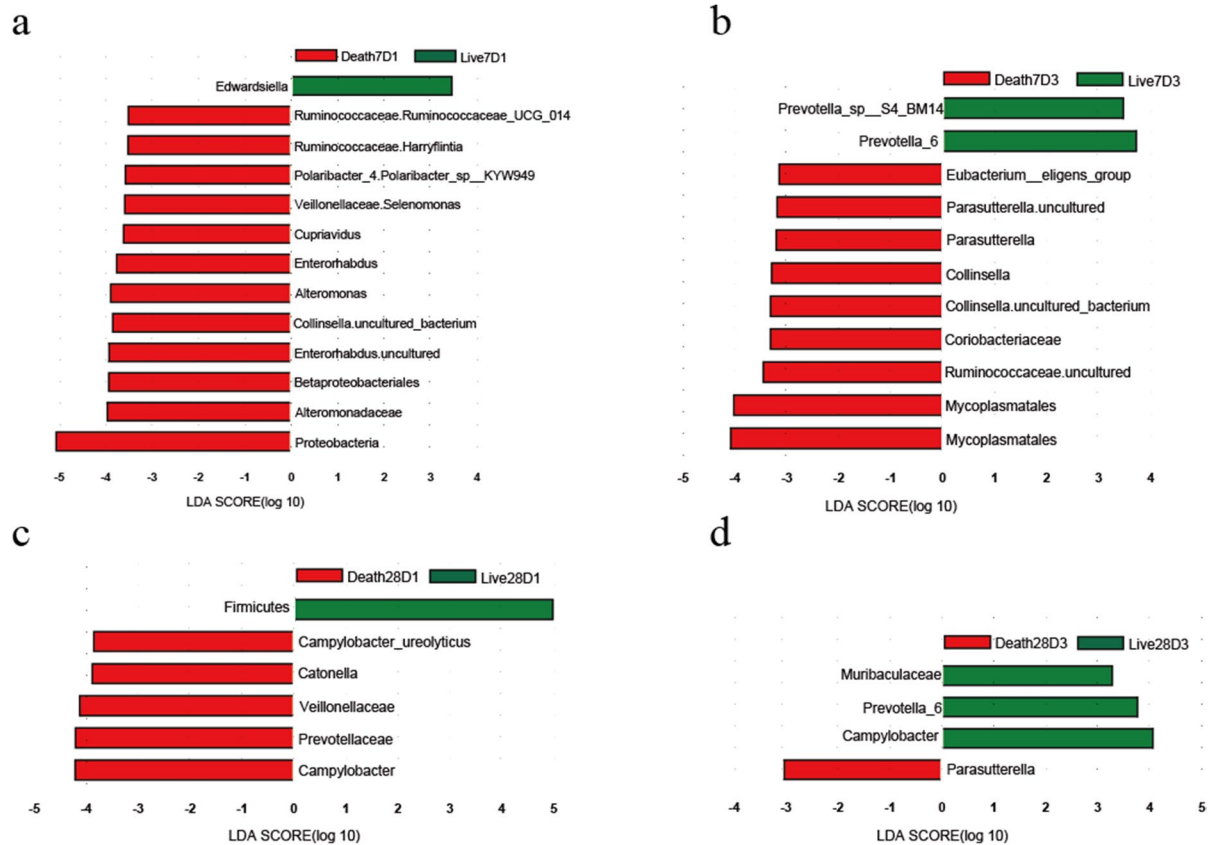 a
Death7D1 Live7D1
Edwardsiella
Ruminococcaceae.Ruminococcaceae_UCG_014
Ruminococcaceae.Harryflintia
Polaribacter_4.Polaribacter_sp__KYW949
Veillonellaceae.Selenomonas
Cupriavidus
Enterorhabdus
Alteromonas
Collinsella.uncultured_bacterium
Enterorhabdus.uncultured
Betaproteobacteriales
Alteromonadaceae
Proteobacteria
-5 -4 -3 -2 -1 0 1 2 3 4
LDA SCORE(log 10)
b
Death7D3 Live7D3
Prevotella_sp__S4_BM14
Prevotella_6
Eubacterium__eligens_group
Parasutterella.uncultured
Parasutterella
Collinsella
Collinsella.uncultured_bacterium
Coriobacteriaceae
Ruminococcaceae.uncultured
Mycoplasmatales
Mycoplasmatales
-5 -4 -3 -2 -1 0 1 2 3 4
LDA SCORE(log 10)
c
Death28D1 Live28D1
Firmicutes
Campylobacter_ureolyticus
Catonella
Veillonellaceae
Prevotellaceae
Campylobacter
-5 -4 -3 -2 -1 0 1 2 3 4 5
LDA SCORE(log 10)
d
Death28D3 Live28D3
Muribaculaceae
Prevotella_6
Campylobacter
Parasutterella
-4 -3 -2 -1 0 1 2 3 4 5
LDA SCORE(log 10)